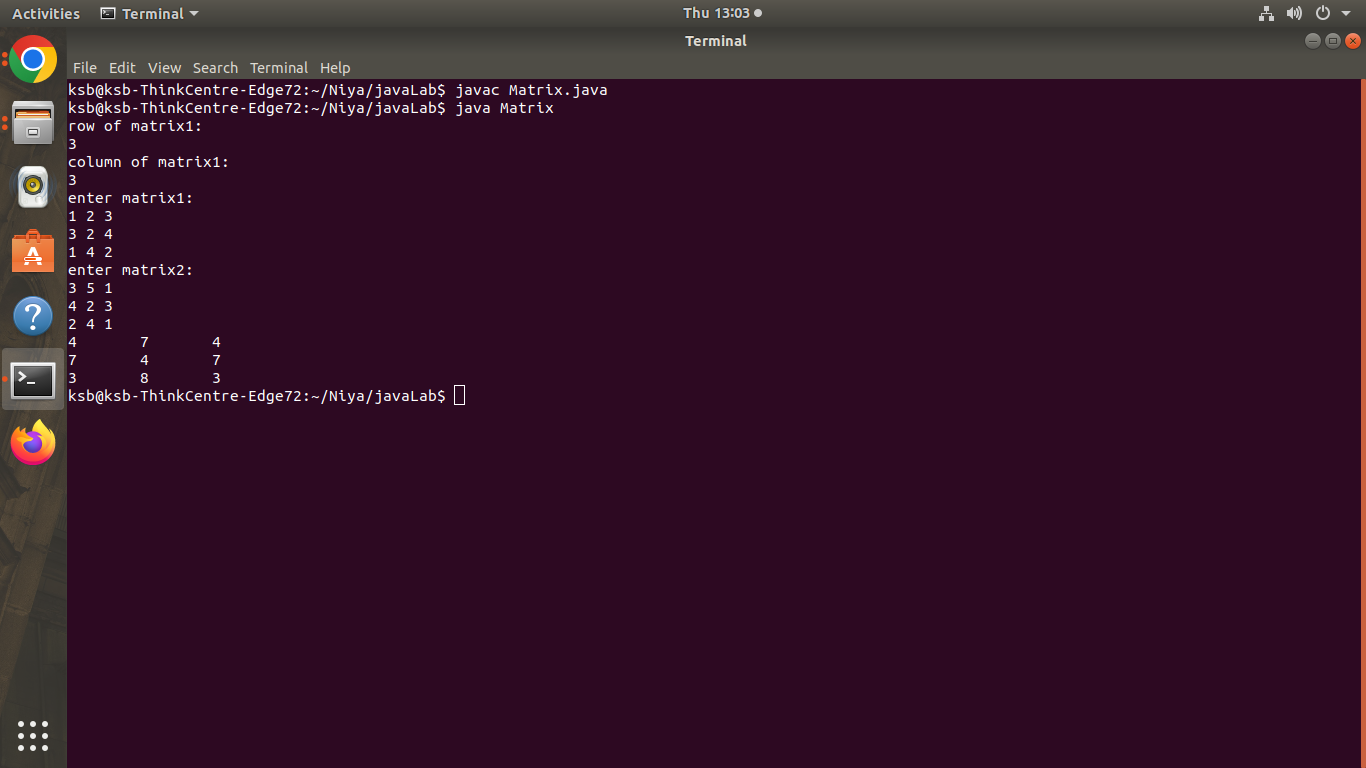 Activities Terminal Thu 13:03
Terminal
File Edit View Search Terminal Help
ksb@ksb-ThinkCentre-Edge72:~/Niya/javaLab$ javac Matrix.java
ksb@ksb-ThinkCentre-Edge72:~/Niya/javaLab$ java Matrix
row of matrix1:
3
column of matrix1:
3
enter matrix1:
1 2 3
3 2 4
1 4 2
enter matrix2:
3 5 1
4 2 3
2 4 1
4 7 4
7 4 7
3 8 3
ksb@ksb-ThinkCentre-Edge72:~/Niya/javaLab$